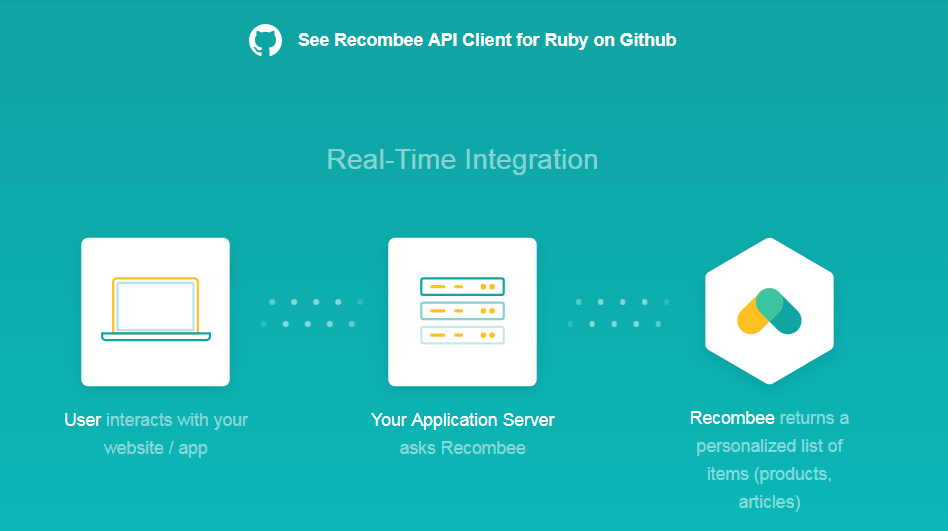 See Recombee API Client for Ruby on Github
Real-Time Integration
User interacts with your
website / app
Your Application Server
asks Recombee
Recombee returns a
personalized list of
items (products,
articles)